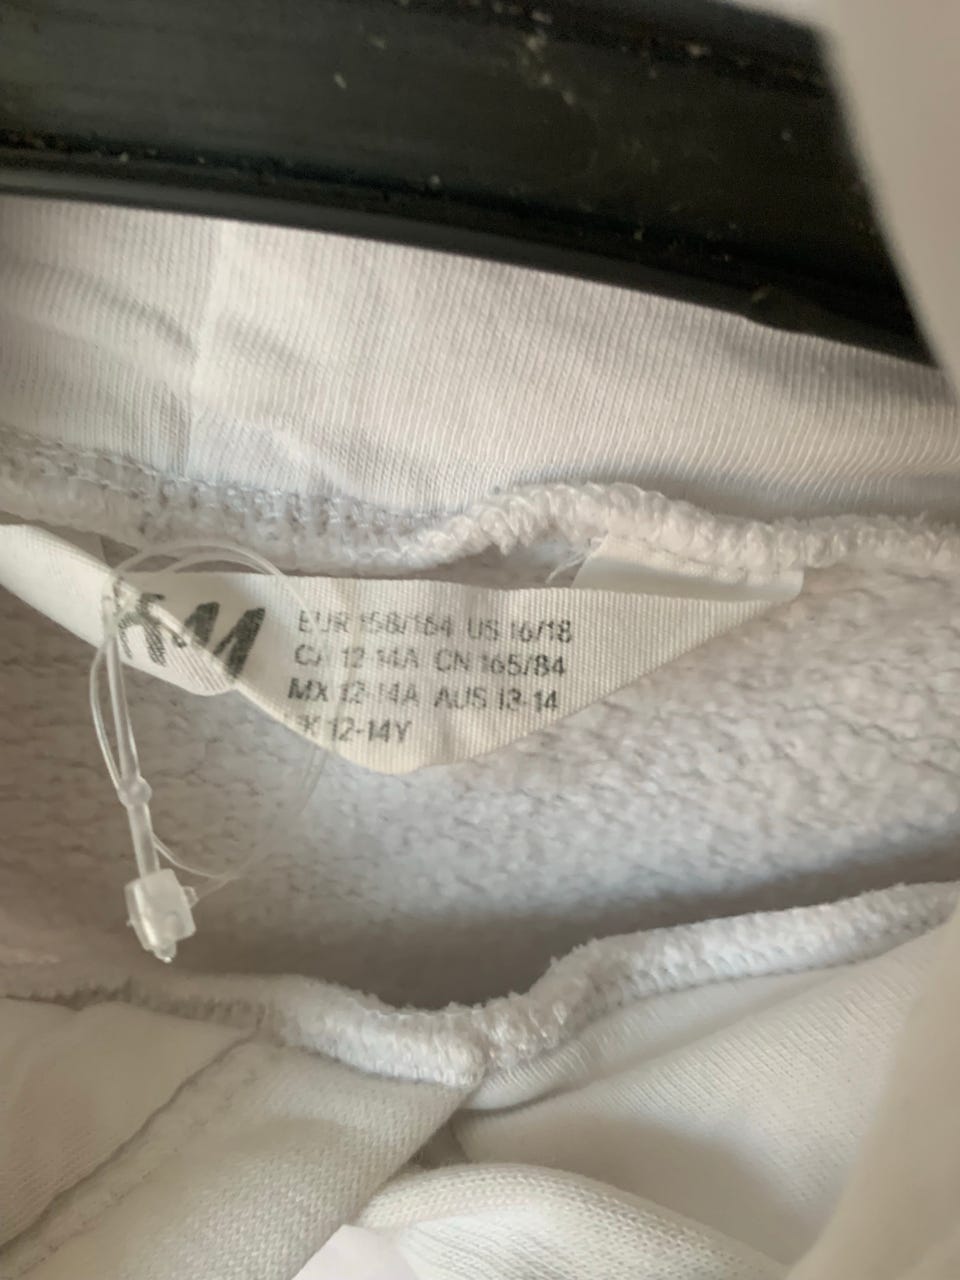 H&M
EUR 158/164 US 16/18
CA 12-14A CN 165/84
MX 12-14A AUS 13-14
UK 12-14Y